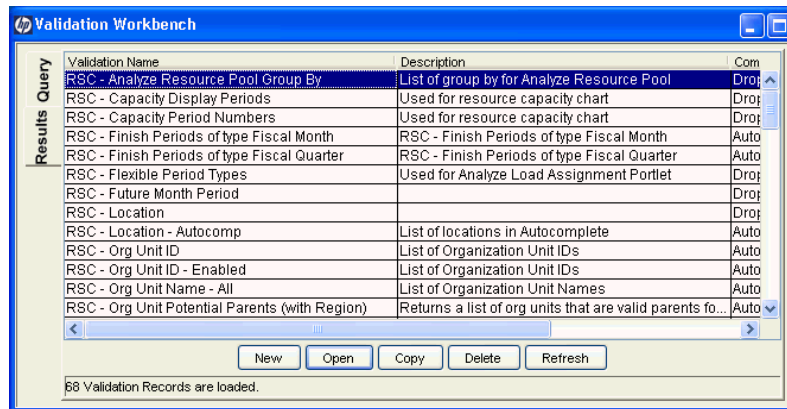 hp Validation Workbench
Query
Results
Validation Name Description Com
RSC - Analyze Resource Pool Group By List of group by for Analyze Resource Pool Drop
RSC - Capacity Display Periods Used for resource capacity chart Drop
RSC - Capacity Period Numbers Used for resource capacity chart Drop
RSC - Finish Periods of type Fiscal Month RSC - Finish Periods of type Fiscal Month Auto
RSC - Finish Periods of type Fiscal Quarter RSC - Finish Periods of type Fiscal Quarter Auto
RSC - Flexible Period Types Used for Analyze Load Assignment Portlet Drop
RSC - Future Month Period Drop
RSC - Location Drop
RSC - Location - Autocomp List of locations in Autocomplete Auto
RSC - Org Unit ID List of Organization Unit IDs Auto
RSC - Org Unit ID - Enabled List of Organization Unit IDs Auto
RSC - Org Unit Name - All List of Organization Unit Names Auto
RSC - Org Unit Potential Parents (with Region) Returns a list of org units that are valid parents fo... Auto
New Open Copy Delete Refresh
68 Validation Records are loaded.